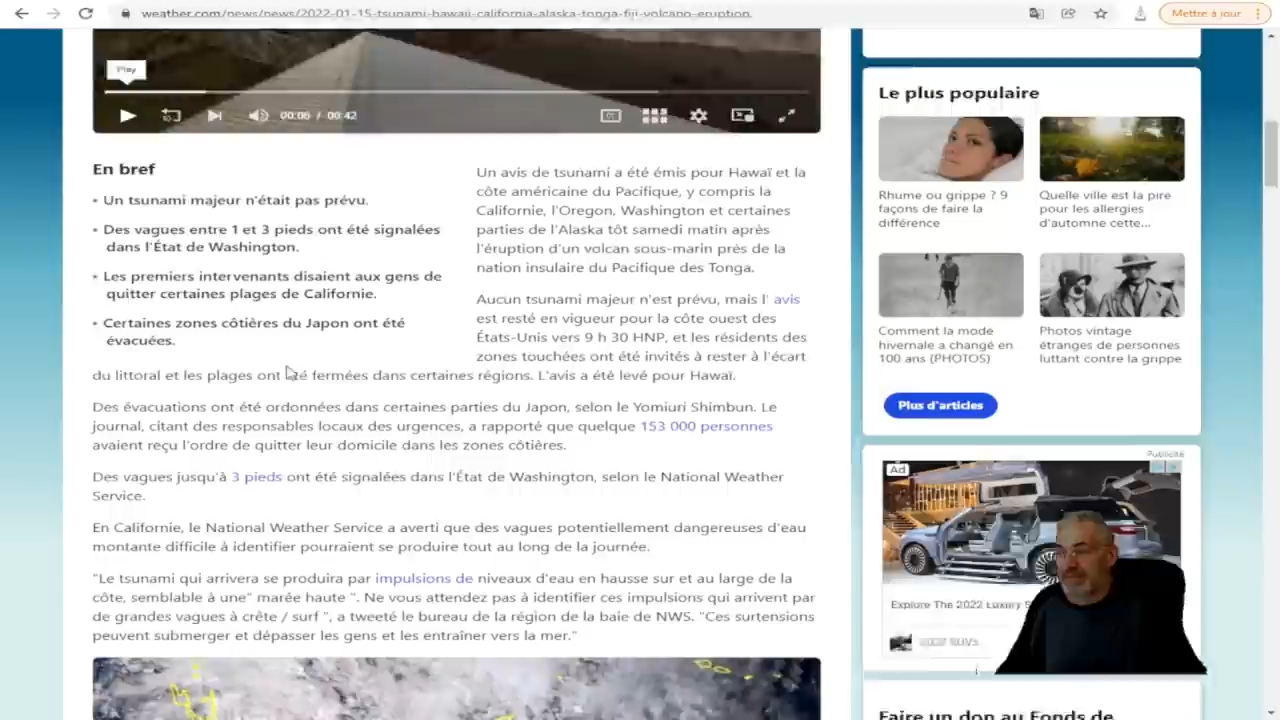 weather.com/news/news/2022-01-15-tsunami-hawaii-california-alaska-tonga-fiji-volcano-eruption
Mettre à jour
Play
00:06 / 00:42
En bref
Un tsunami majeur n'était pas prévu.
Des vagues entre 1 et 3 pieds ont été signalées
dans l'État de Washington.
Les premiers intervenants disaient aux gens de
quitter certaines plages de Californie.
Certaines zones côtières du Japon ont été
évacuées.
Un avis de tsunami a été émis pour Hawaï et la
côte américaine du Pacifique, y compris la
Californie, l'Oregon, Washington et certaines
parties de l'Alaska tôt samedi matin après
l'éruption d'un volcan sous-marin près de la
nation insulaire du Pacifique des Tonga.
Aucun tsunami majeur n'est prévu, mais l' avis
est resté en vigueur pour la côte ouest des
États-Unis vers 9 h 30 HNP, et les résidents des
zones touchées ont été invités à rester à l'écart
du littoral et les plages ont été fermées dans certaines régions. L'avis a été levé pour Hawaï.
Des évacuations ont été ordonnées dans certaines parties du Japon, selon le Yomiuri Shimbun. Le
journal, citant des responsables locaux des urgences, a rapporté que quelque 153 000 personnes
avaient reçu l'ordre de quitter leur domicile dans les zones côtières.
Des vagues jusqu'à 3 pieds ont été signalées dans l'État de Washington, selon le National Weather
Service.
En Californie, le National Weather Service a averti que des vagues potentiellement dangereuses d'eau
montante difficile à identifier pourraient se produire tout au long de la journée.
"Le tsunami qui arrivera se produira par impulsions de niveaux d'eau en hausse sur et au large de la
côte, semblable à une" marée haute ". Ne vous attendez pas à identifier ces impulsions qui arrivent par
de grandes vagues à crête / surf ", a tweeté le bureau de la région de la baie de NWS. "Ces surtensions
peuvent submerger et dépasser les gens et les entraîner vers la mer."
Le plus populaire
Rhume ou grippe ? 9
façons de faire la
différence
Quelle ville est la pire
pour les allergies
d'automne cette...
Comment la mode
hivernale a changé en
100 ans (PHOTOS)
Photos vintage
étranges de personnes
luttant contre la grippe
Plus d'articles
Publicité
Ad
Explore The 2022 Luxury S
Faire un don au Fonds de